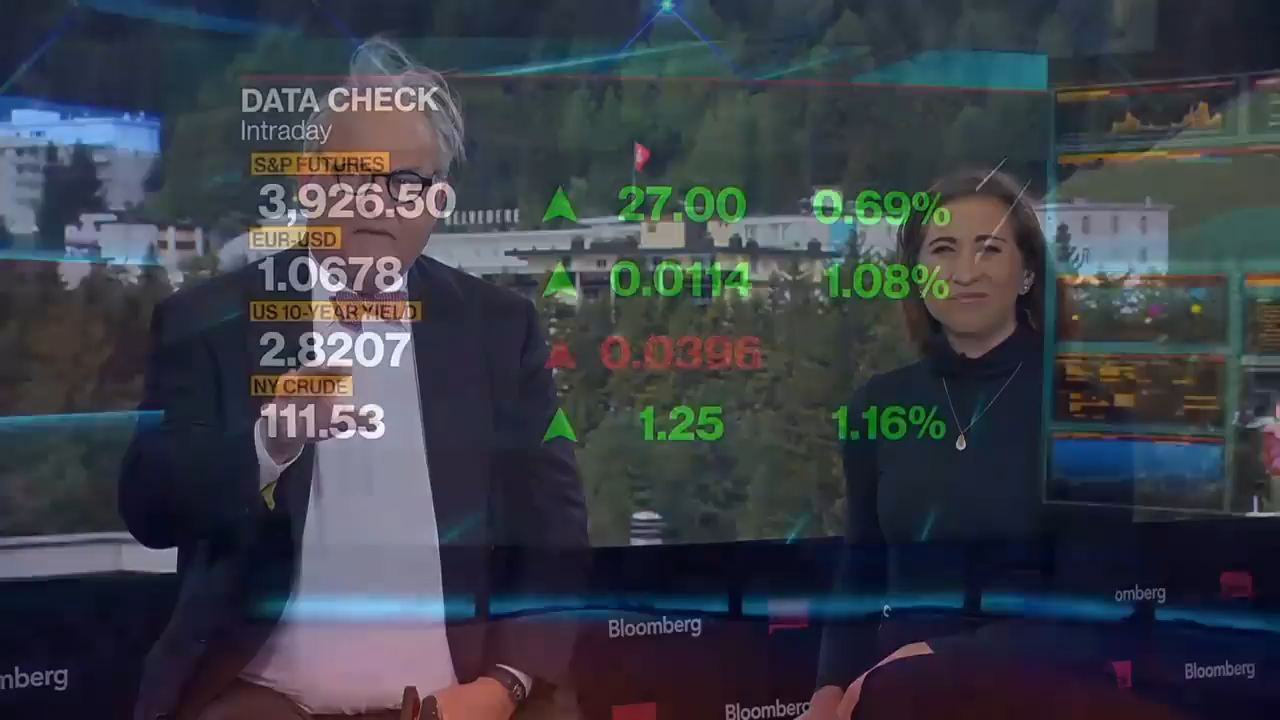 DATA CHECK
Intraday
S&P FUTURES
3,926.50 27.00 0.69%
EUR-USD
1.0678 0.0114 1.08%
US 10-YEAR YIELD
2.8207 0.0396
NY CRUDE
111.53 1.25 1.16%
omberg
Bloomberg
mberg
Bloomberg
Bloomberg